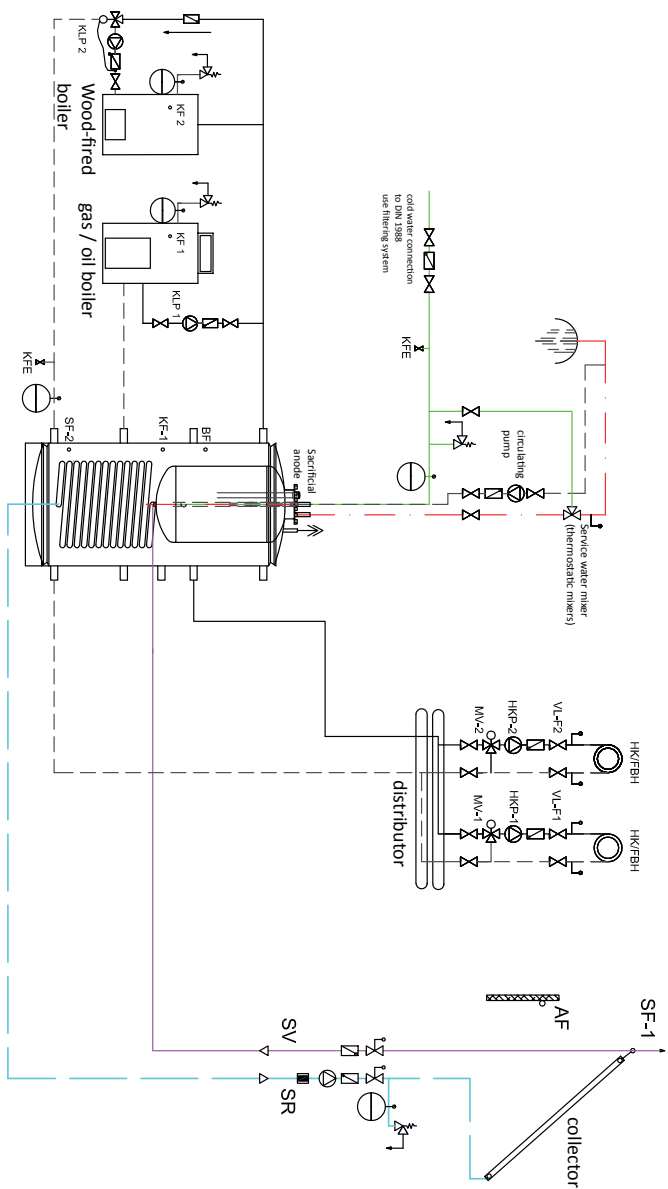 KLP 2
KF 2
Wood-fired
boiler
KF 1
gas / oil boiler
KLP 1
cold water connection
to DIN 1988
use filtering system
KFE
circulating
pump
Service water mixer
(thermostatic mixers)
KFE
SF-2
KF-1
BF
Sacrificial
anode
HK/FBH
VL-F2
HKP-2
MV-2
HK/FBH
VL-F1
HKP-1
MV-1
distributor
AF
SF-1
collector
SV
SR